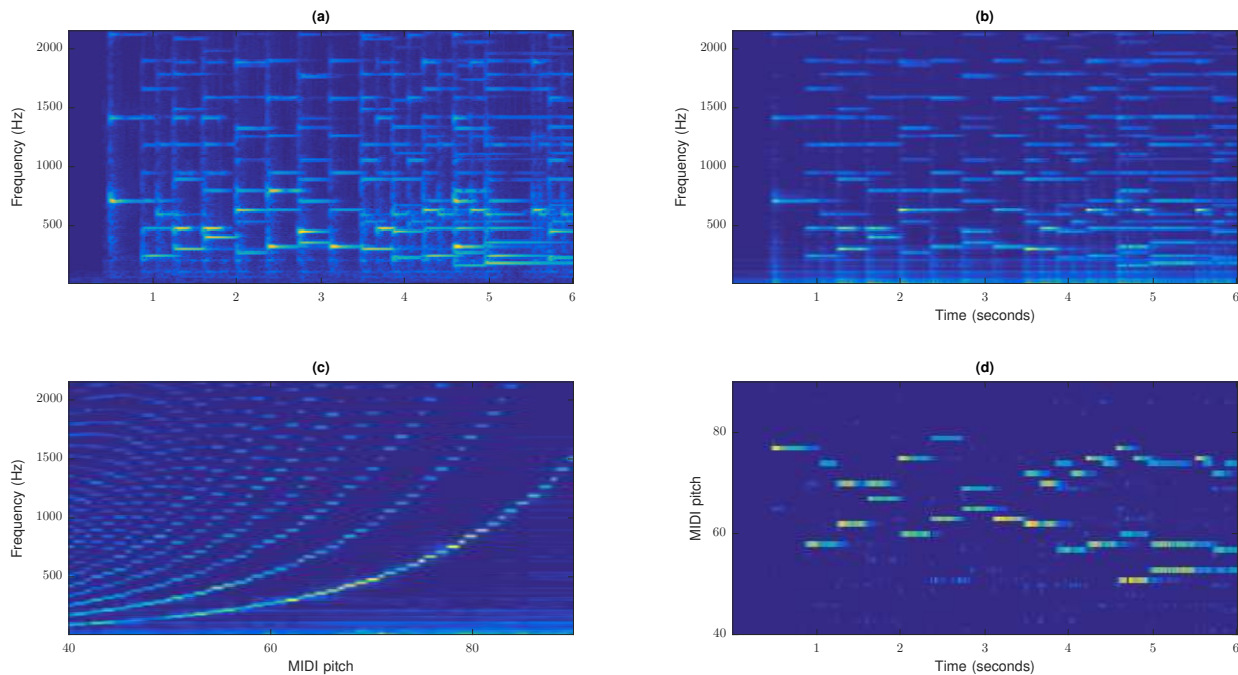 (a)
2000
1500
1000
500
Frequency (Hz)
1 2 3 4 5 6
(b)
2000
1500
1000
500
Frequency (Hz)
1 2 3 4 5 6
Time (seconds)
(c)
2000
1500
1000
500
Frequency (Hz)
40 60 80
MIDI pitch
(d)
80
60
40
MIDI pitch
1 2 3 4 5 6
Time (seconds)